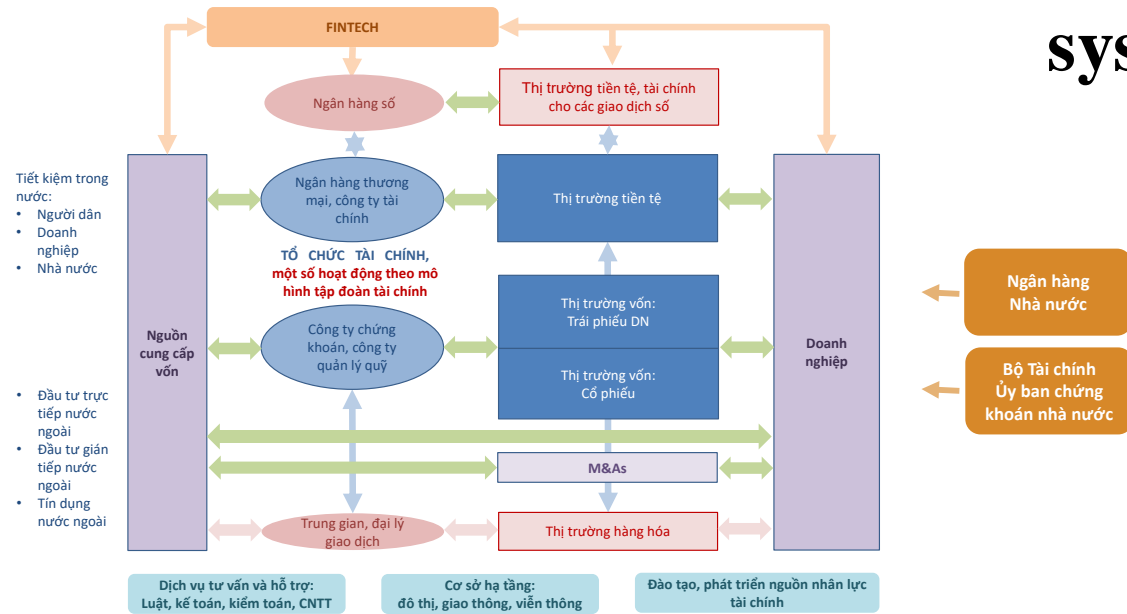 FINTECH
sys
Ngân hàng số
Thị trường tiền tệ, tài chính
cho các giao dịch số
Tiết kiệm trong
nước:
• Người dân
• Doanh
nghiệp
• Nhà nước
Ngân hàng thương
mại, công ty tài
chính
Thị trường tiền tệ
TỔ CHỨC TÀI CHÍNH,
một số hoạt động theo mô
hình tập đoàn tài chính
Thị trường vốn:
Trái phiếu DN
Ngân hàng
Nhà nước
Nguồn
cung cấp
vốn
Công ty chứng
khoán, công ty
quản lý quỹ
Doanh
nghiệp
Thị trường vốn:
Cổ phiếu
Bộ Tài chính
Ủy ban chứng
khoán nhà nước
• Đầu tư trực
tiếp nước
ngoài
• Đầu tư gián
tiếp nước
ngoài
• Tín dụng
nước ngoài
M&As
Trung gian, đại lý
giao dịch
Thị trường hàng hóa
Dịch vụ tư vấn và hỗ trợ:
Luật, kế toán, kiểm toán, CNTT
Cơ sở hạ tầng:
đô thị, giao thông, viễn thông
Đào tạo, phát triển nguồn nhân lực
tài chính